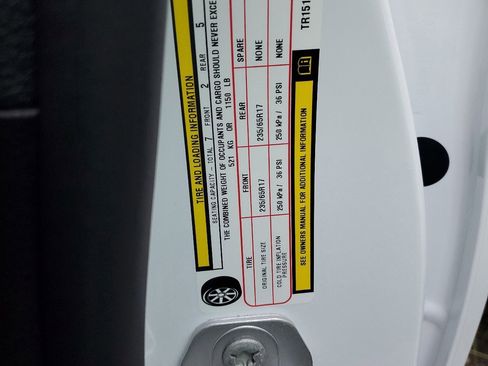 TIRE AND LOADING INFORMATION
SEATING CAPACITY — TOTAL 7 FRONT 2 REAR 5
THE COMBINED WEIGHT OF OCCUPANTS AND CARGO SHOULD NEVER EXCE
521 KG OR 1150 LB
TIRE FRONT REAR SPARE
ORIGINAL TIRE SIZE 235/65R17 235/65R17 NONE
COLD TIRE INFLATION PRESSURE 250 kPa / 36 PSI 250 kPa / 36 PSI NONE
SEE OWNERS MANUAL FOR ADDITIONAL INFORMATION
TR151